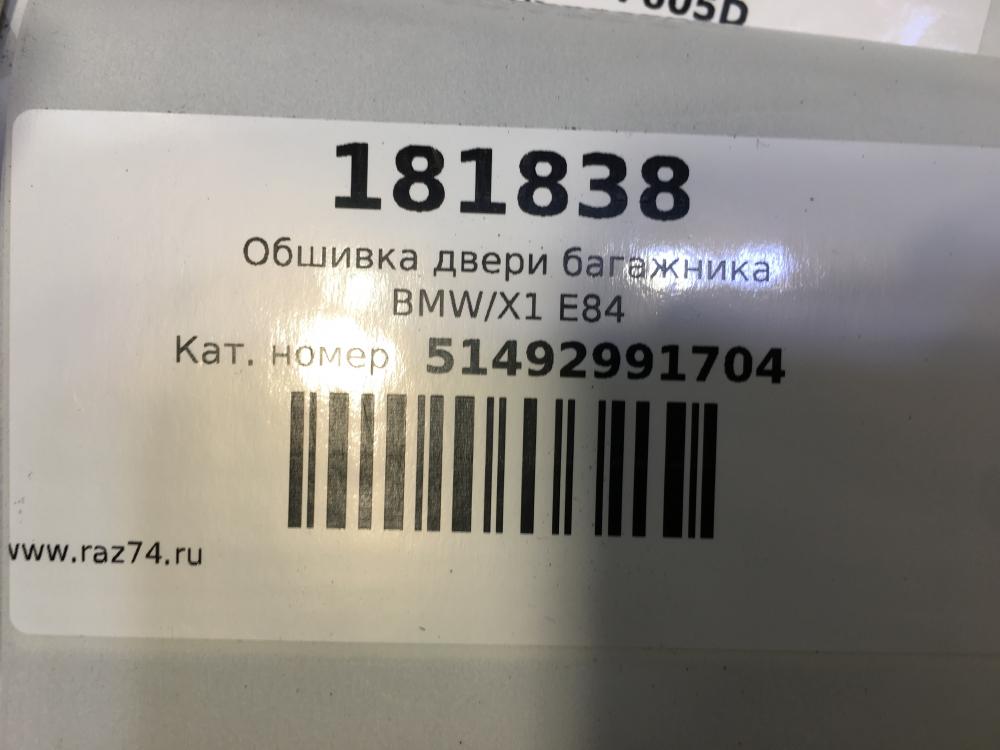 181838
Обшивка двери багажника
BMW/X1 E84
Кат. номер 51492991704
www.raz74.ru